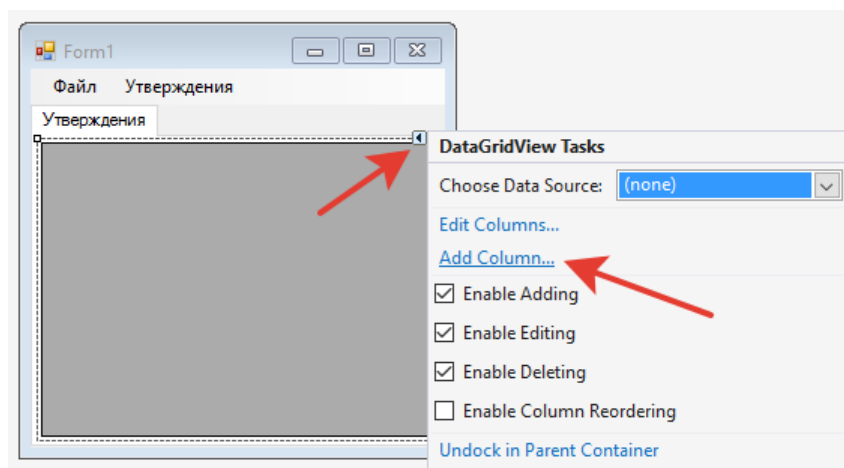 Form1
Файл Утверждения
Утверждения
DataGridView Tasks
Choose Data Source: (none)
Edit Columns...
Add Column...
Enable Adding
Enable Editing
Enable Deleting
Enable Column Reordering
Undock in Parent Container